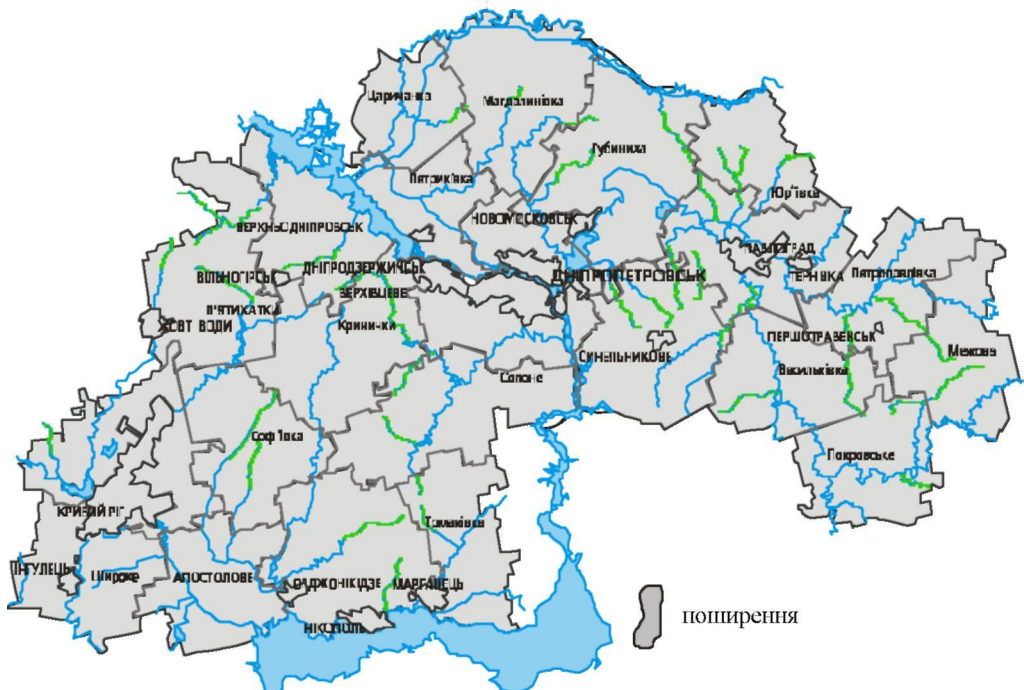 Царичанка
Магдалинівка
Губиниха
Петриківка
Юр'ївка
НОВОМОСКОВСЬК
ВЕРХНЬОДНІПРОВСЬК
ПАВЛОГРАД
ДНІПРОДЗЕРЖИНСЬК
ВІЛЬНОГІРСЬК
ДНІПРОПЕТРОВСЬК
ТЕРНІВКА
Петропавлівка
П'ЯТИХАТКИ
ЖОВТІ ВОДИ
Кринички
ПЕРШОТРАВЕНСЬК
СИНЕЛЬНИКОВЕ
Межова
Васильківка
Солоне
Софіївка
Покровське
КРИВИЙ РІГ
Томаківка
ІНГУЛЕЦЬ
Широке
АПОСТОЛОВЕ
ОРДЖОНІКІДЗЕ
МАРГАНЕЦЬ
поширення
НІКОПОЛЬ